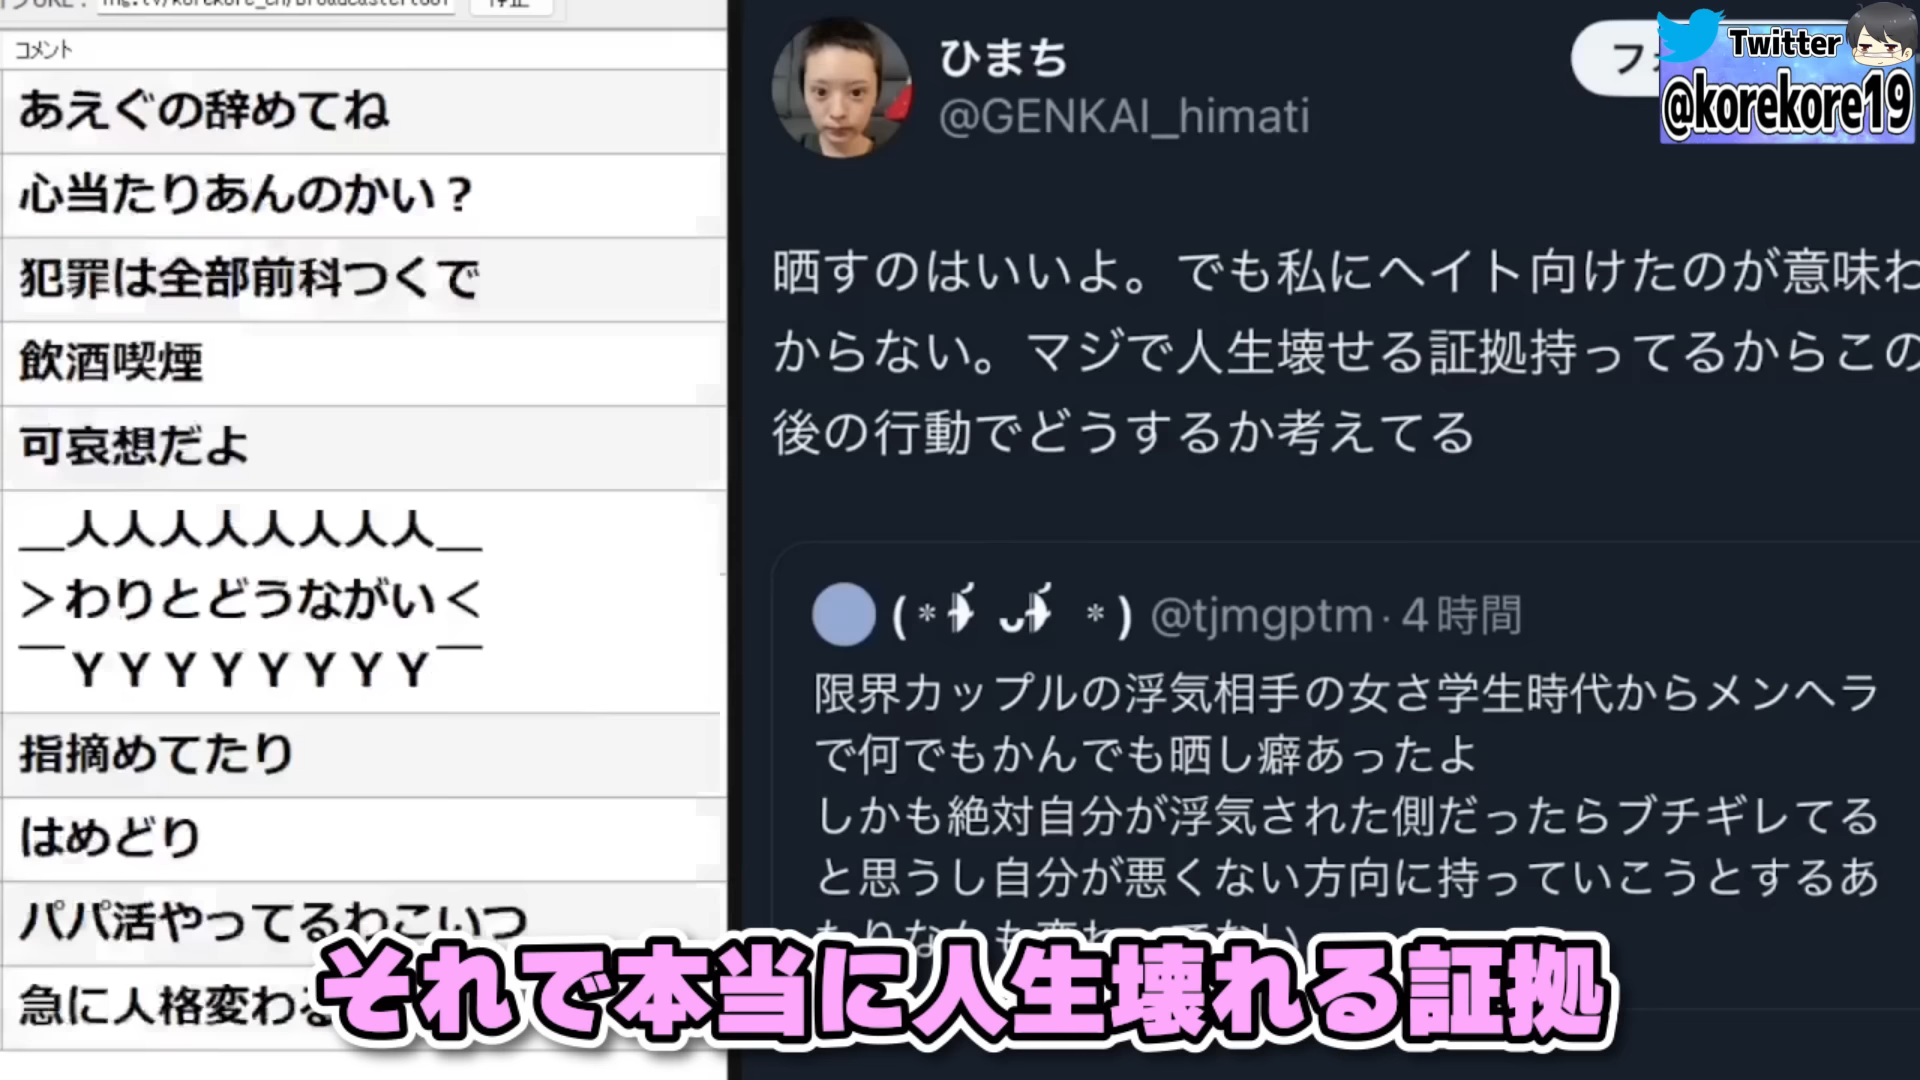 コメント
あえぐの辞めてね
心当たりあんのかい？
犯罪は全部前科つくで
飲酒喫煙
可哀想だよ
＿人人人人人人人人＿
＞わりとどうながい＜
￣ＹＹＹＹＹＹＹＹ￣
指摘めてたり
はめどり
パパ活やってるわこいつ
急に人格変わる
ひまち
@GENKAI_himati
フォ
Twitter
@korekore19
晒すのはいいよ。でも私にヘイト向けたのが意味わ
からない。マジで人生壊せる証拠持ってるからこの
後の行動でどうするか考えてる
@tjmgptm · 4時間
限界カップルの浮気相手の女さ学生時代からメンヘラ
で何でもかんでも晒し癖あったよ
しかも絶対自分が浮気された側だったらブチギレてる
と思うし自分が悪くない方向に持っていこうとするあ
たりなんも変わってない
それで本当に人生壊れる証拠